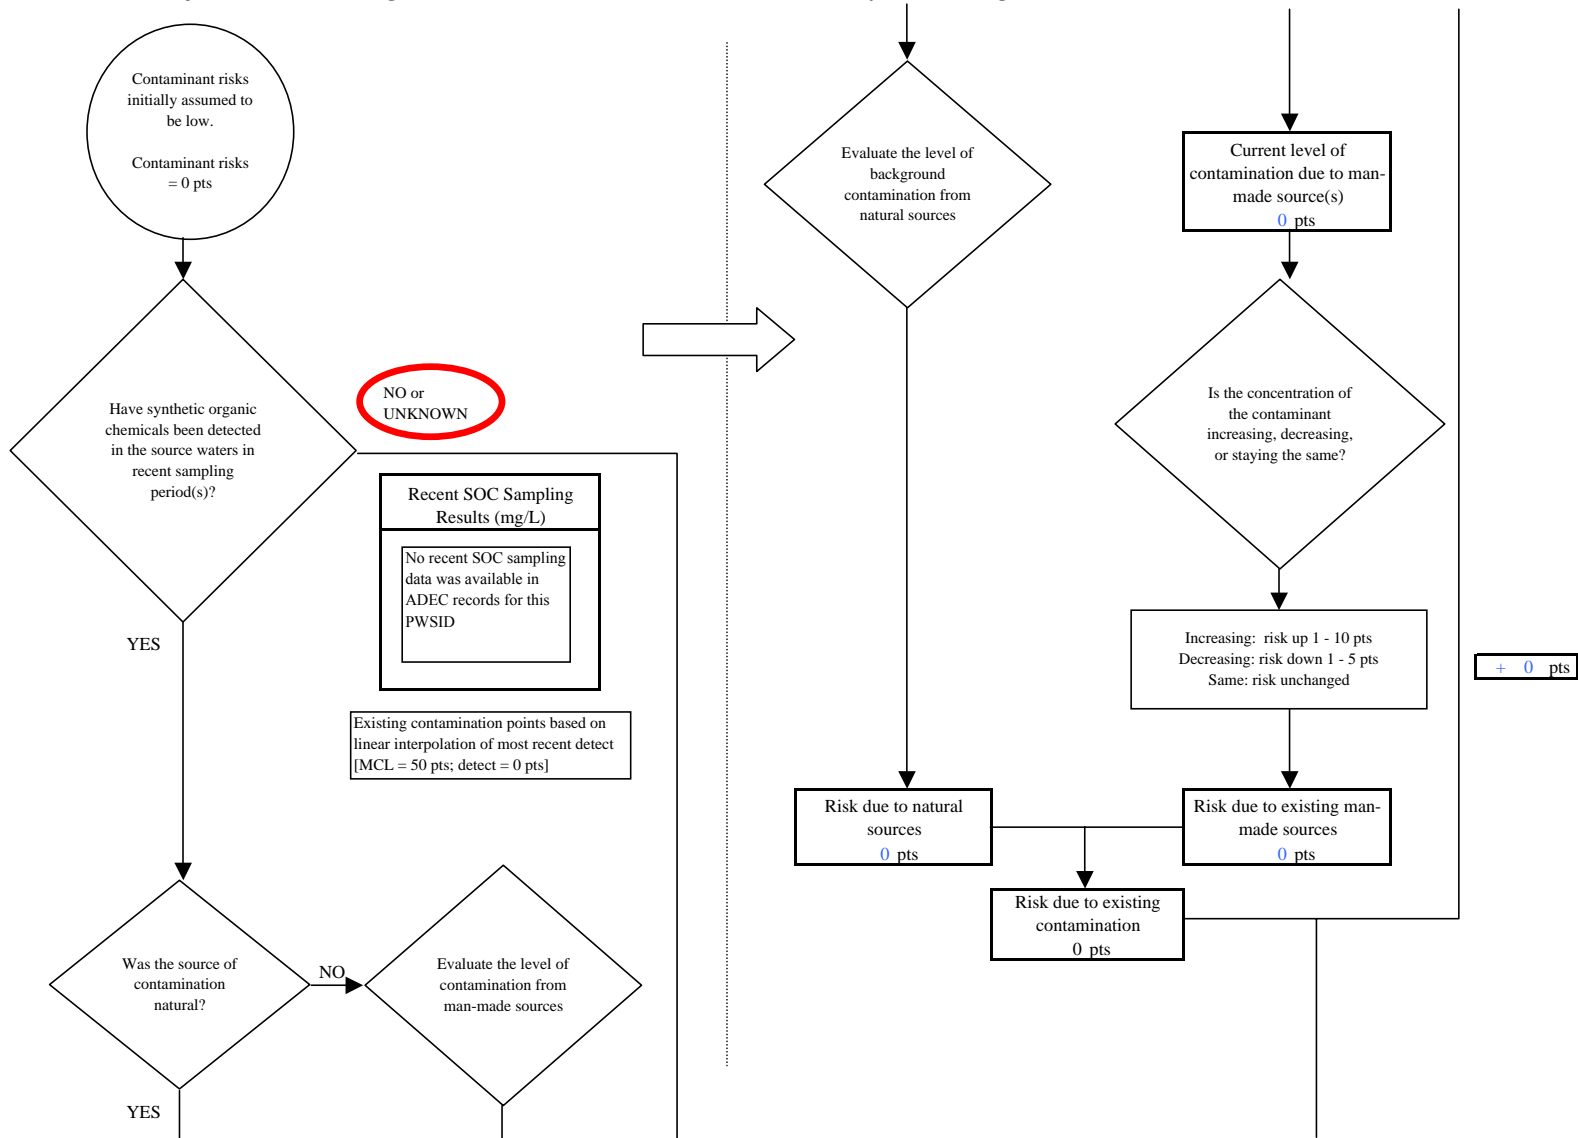 Contaminant risks
initially assumed to
be low.
Contaminant risks
= 0 pts
Have synthetic organic
chemicals been detected
in the source waters in
recent sampling
period(s)?
NO or
UNKNOWN
Recent SOC Sampling
Results (mg/L)
No recent SOC sampling
data was available in
ADEC records for this
PWSID
YES
Existing contamination points based on
linear interpolation of most recent detect
[MCL = 50 pts; detect = 0 pts]
Was the source of
contamination
natural?
NO
Evaluate the level of
contamination from
man-made sources
YES
Evaluate the level of
background
contamination from
natural sources
Current level of
contamination due to man-
made source(s)
0 pts
Is the concentration of
the contaminant
increasing, decreasing,
or staying the same?
Increasing: risk up 1 - 10 pts
Decreasing: risk down 1 - 5 pts
Same: risk unchanged
+ 0 pts
Risk due to natural
sources
0 pts
Risk due to existing man-
made sources
0 pts
Risk due to existing
contamination
0 pts